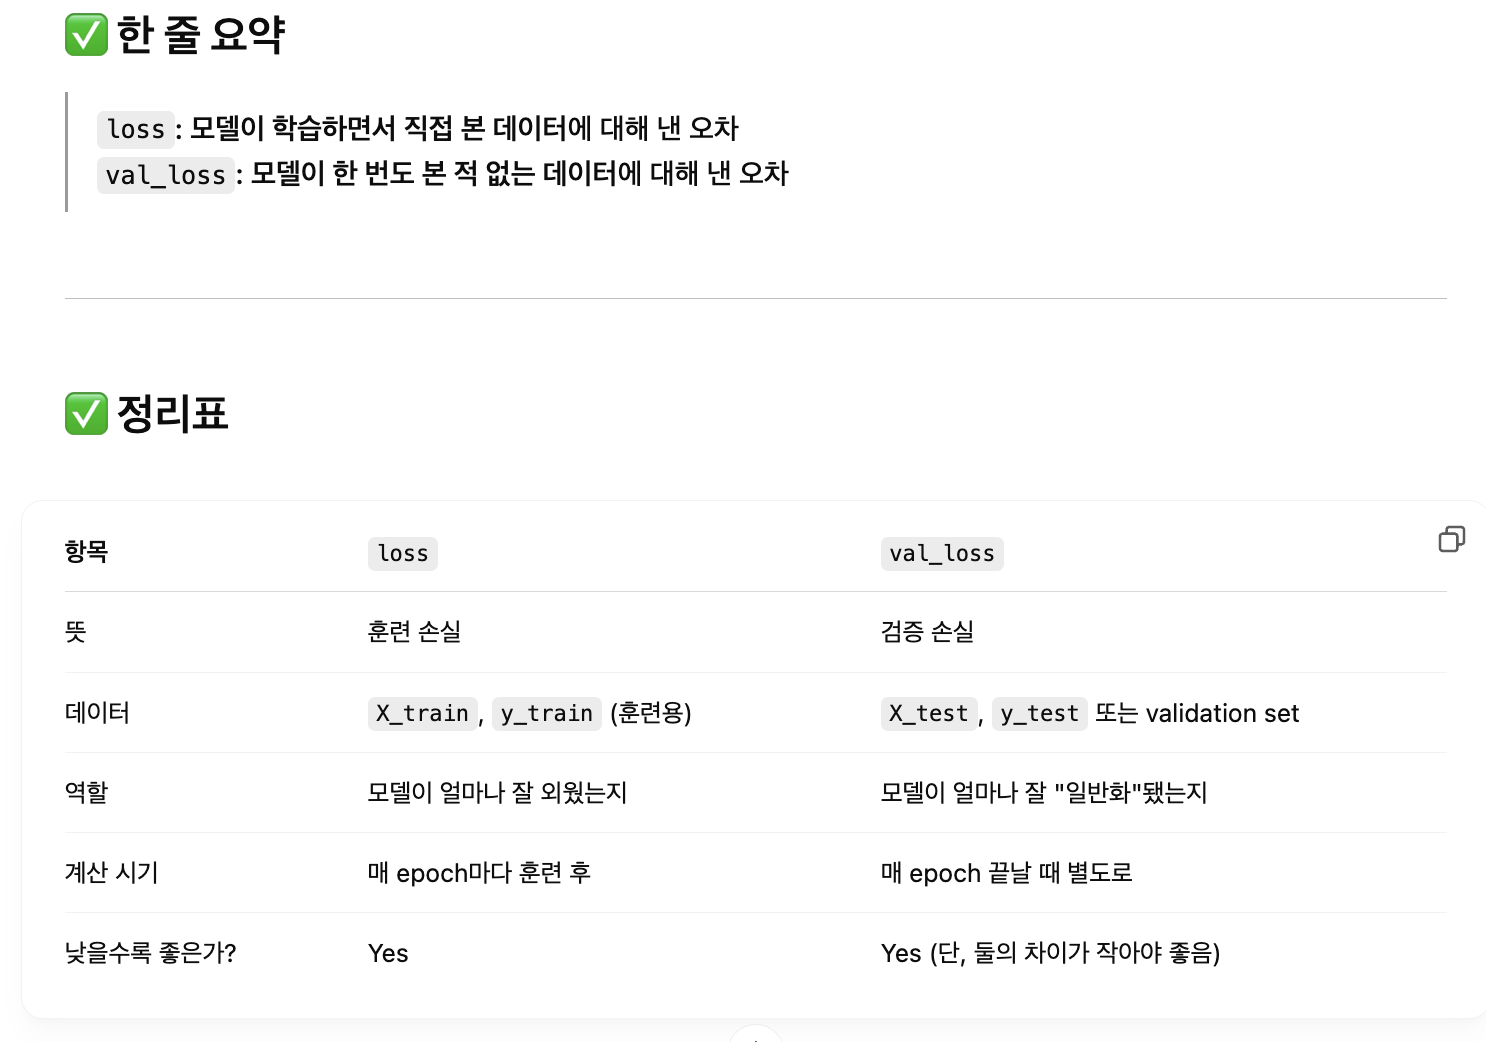 ✅ 한 줄 요약
loss: 모델이 학습하면서 직접 본 데이터에 대해 낸 오차
val_loss: 모델이 한 번도 본 적 없는 데이터에 대해 낸 오차
✅ 정리표
항목 loss val_loss
뜻 훈련 손실 검증 손실
데이터 X_train, y_train (훈련용) X_test, y_test 또는 validation set
역할 모델이 얼마나 잘 외웠는지 모델이 얼마나 잘 "일반화"됐는지
계산 시기 매 epoch마다 훈련 후 매 epoch 끝날 때 별도로
낮을수록 좋은가? Yes Yes (단, 둘의 차이가 작아야 좋음)